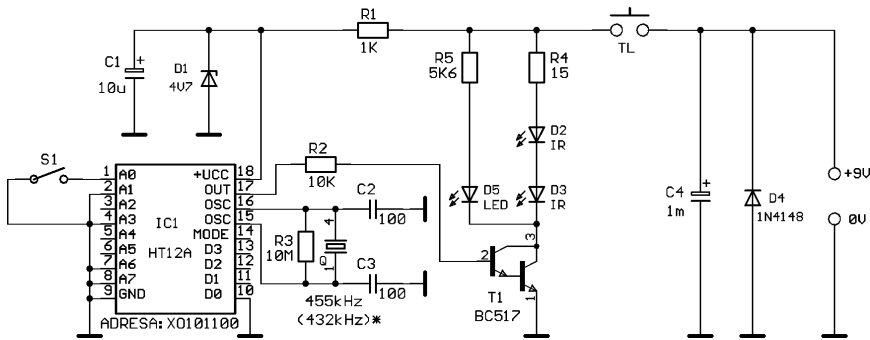 R1
1K
TL
C1
+
10u
D1
4V7
R5
5K6
R4
15
D2
IR
D5
LED
D3
IR
C4
+
1m
D4
1N4148
+9V
0V
S1
1 A0
2 A1
3 A2
4 A3
5 A4
6 A5
7 A6
8 A7
9 GND
+UCC 18
OUT 17
OSC 16
OSC 15
MODE 14
D3 13
D2 12
D1 11
D0 10
IC1
HT12A
ADRESA: X0101100
R2
10K
C2
100
R3
10M
4
Q
1
C3
100
455kHz
(432kHz)*
2
3
1
T1
BC517